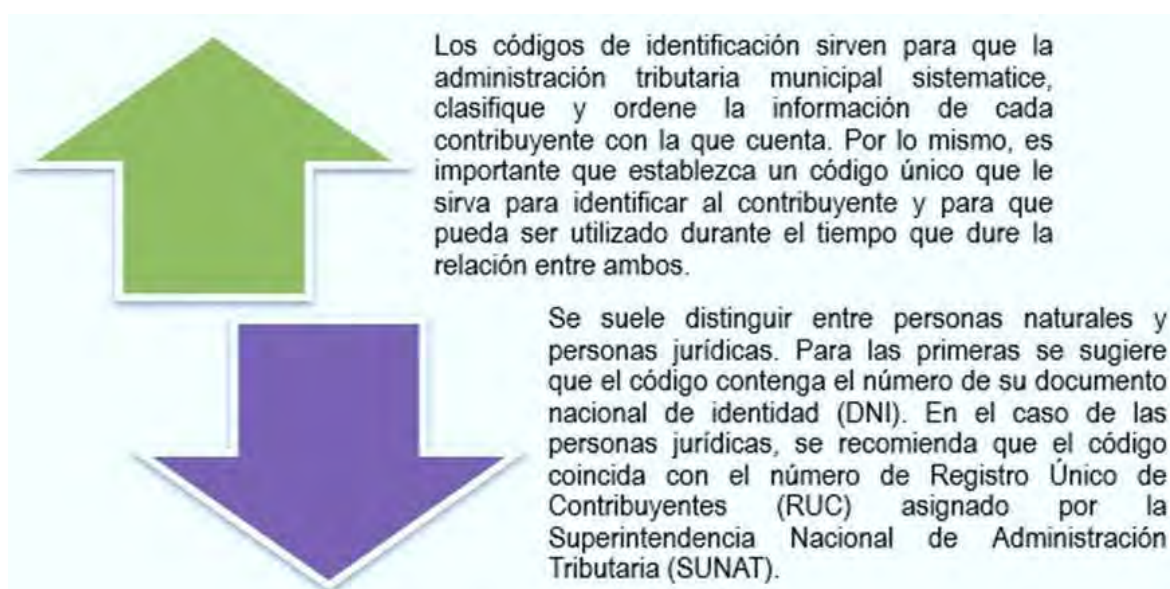 Los códigos de identificación sirven para que la
administración tributaria municipal sistematice,
clasifique y ordene la información de cada
contribuyente con la que cuenta. Por lo mismo, es
importante que establezca un código único que le
sirva para identificar al contribuyente y para que
pueda ser utilizado durante el tiempo que dure la
relación entre ambos.
Se suele distinguir entre personas naturales y
personas jurídicas. Para las primeras se sugiere
que el código contenga el número de su documento
nacional de identidad (DNI). En el caso de las
personas jurídicas, se recomienda que el código
coincida con el número de Registro Único de
Contribuyentes (RUC) asignado por la
Superintendencia Nacional de Administración
Tributaria (SUNAT).